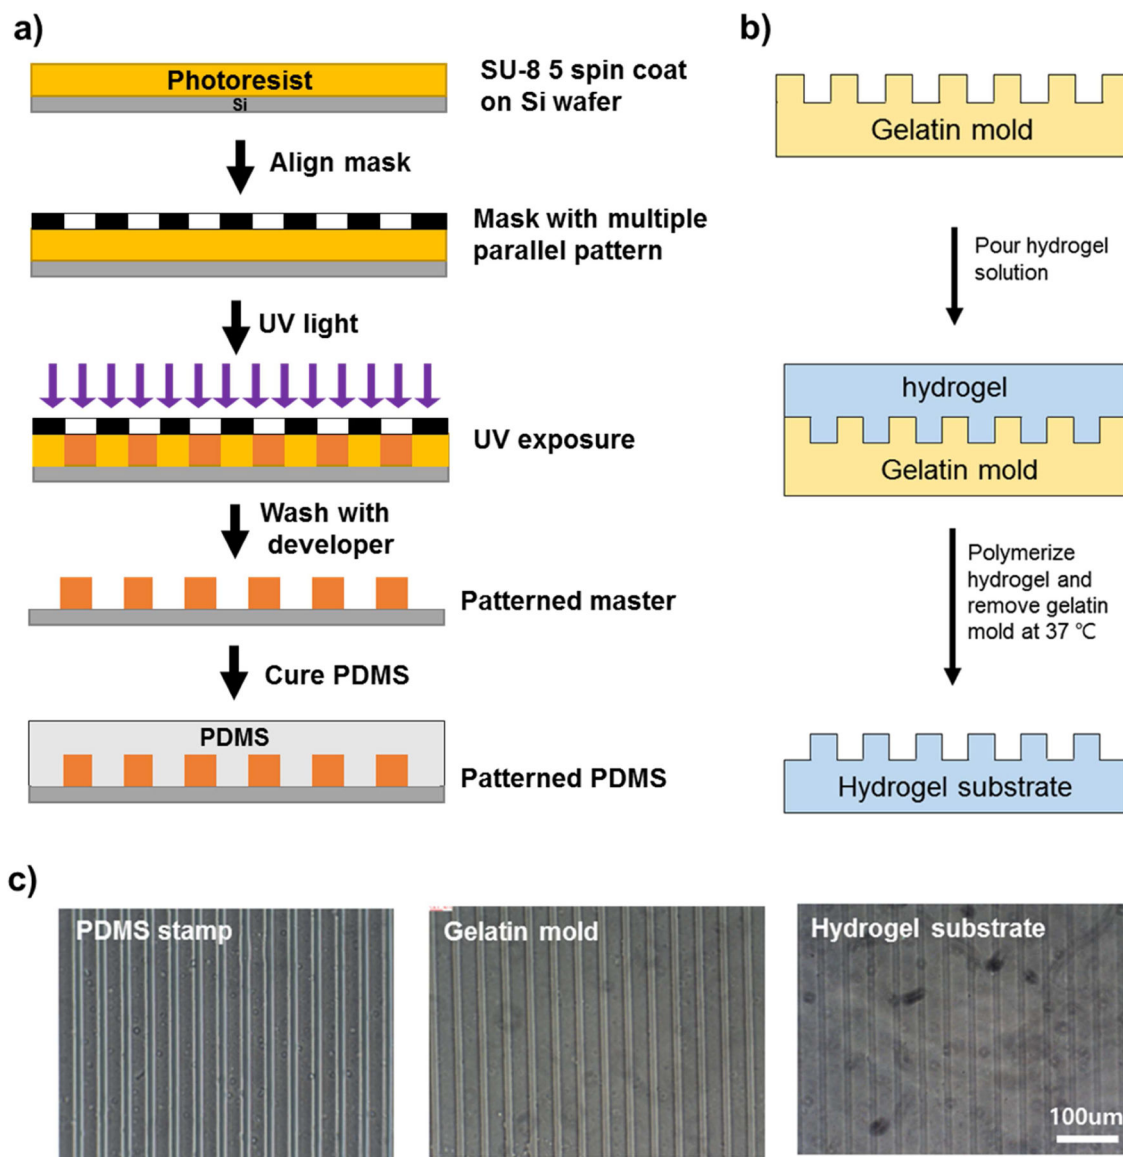 a)
Photoresist
Si
SU-8 5 spin coat
on Si wafer
Align mask
Mask with multiple
parallel pattern
UV light
UV exposure
Wash with
developer
Patterned master
Cure PDMS
PDMS
Patterned PDMS
b)
Gelatin mold
Pour hydrogel
solution
hydrogel
Gelatin mold
Polymerize
hydrogel and
remove gelatin
mold at 37 ℃
Hydrogel substrate
c)
PDMS stamp
Gelatin mold
Hydrogel substrate
100um